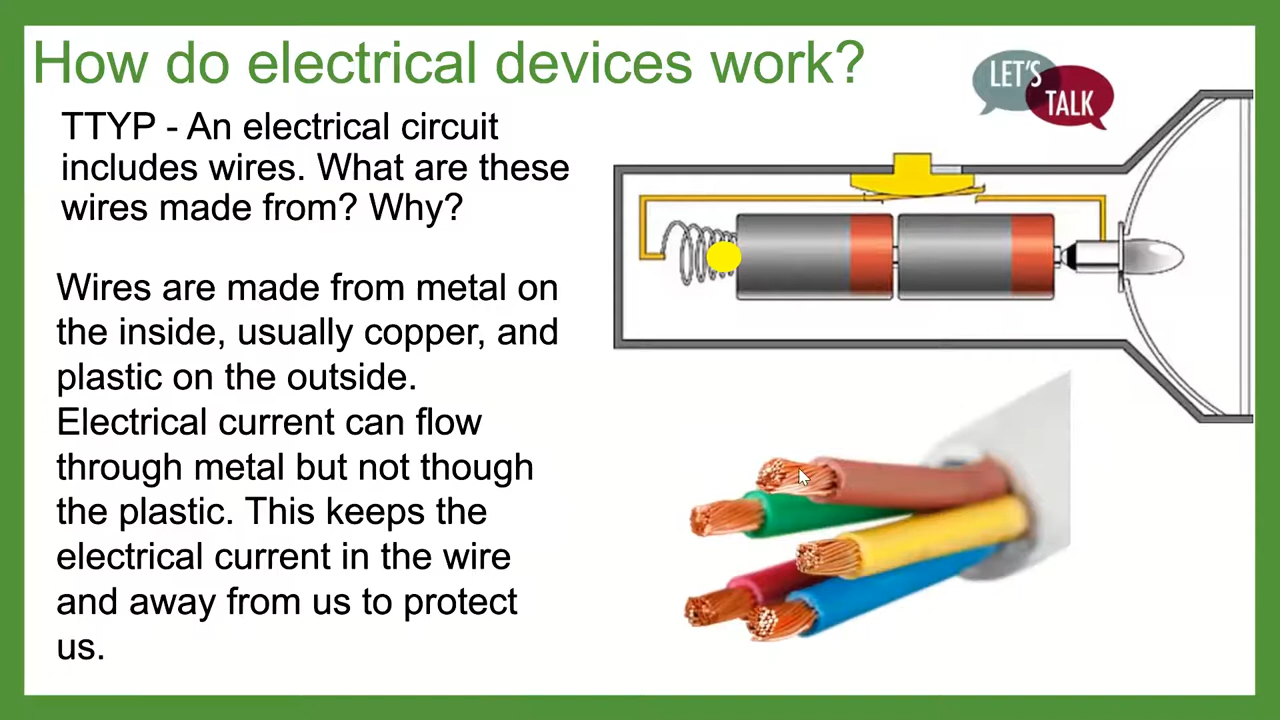 How do electrical devices work?
LET'S
TALK
TTYP - An electrical circuit
includes wires. What are these
wires made from? Why?
Wires are made from metal on
the inside, usually copper, and
plastic on the outside.
Electrical current can flow
through metal but not though
the plastic. This keeps the
electrical current in the wire
and away from us to protect
us.